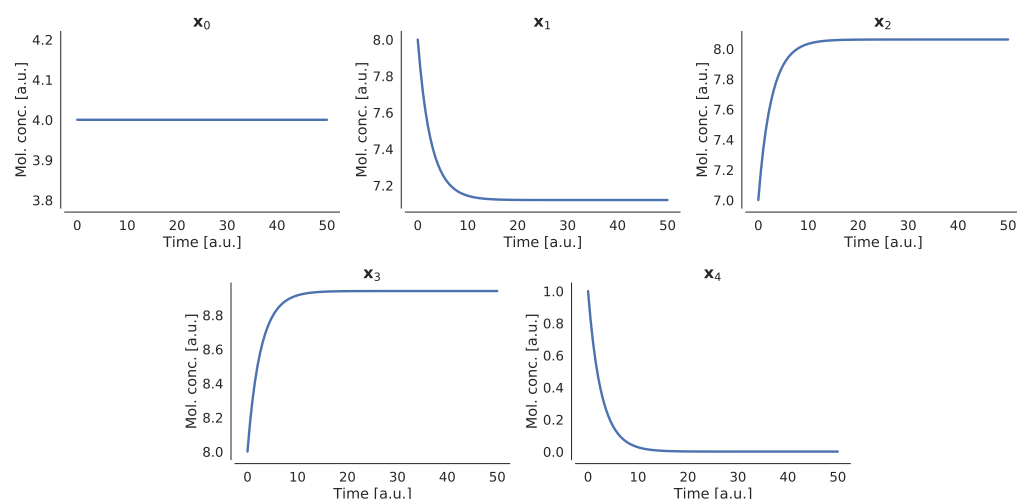 x₀
x₁
x₂
4.2
4.1
4.0
3.9
3.8
Mol. conc. [a.u.]
0 10 20 30 40 50
Time [a.u.]
8.0
7.8
7.6
7.4
7.2
Mol. conc. [a.u.]
0 10 20 30 40 50
Time [a.u.]
8.0
7.8
7.6
7.4
7.2
7.0
Mol. conc. [a.u.]
0 10 20 30 40 50
Time [a.u.]
x₃
x₄
8.8
8.6
8.4
8.2
8.0
Mol. conc. [a.u.]
0 10 20 30 40 50
Time [a.u.]
1.0
0.8
0.6
0.4
0.2
0.0
Mol. conc. [a.u.]
0 10 20 30 40 50
Time [a.u.]